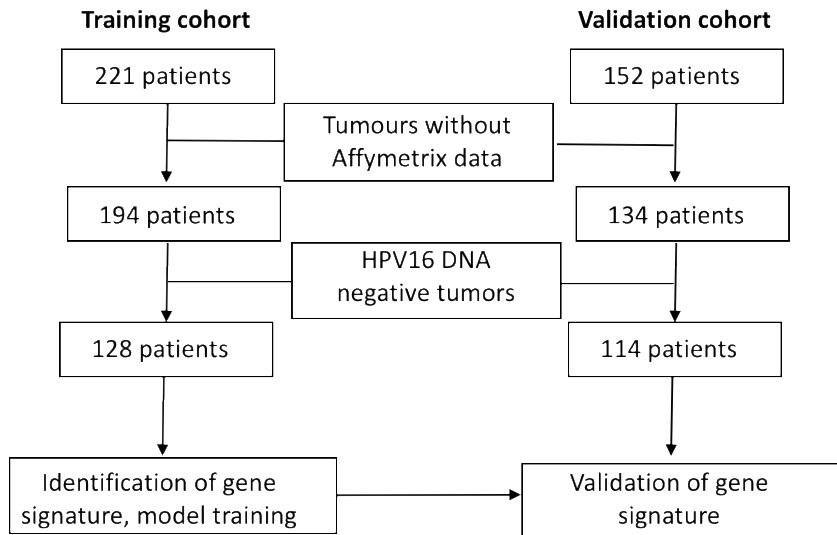 Training cohort
Validation cohort
221 patients
152 patients
Tumours without
Affymetrix data
194 patients
134 patients
HPV16 DNA
negative tumors
128 patients
114 patients
Identification of gene
signature, model training
Validation of gene
signature